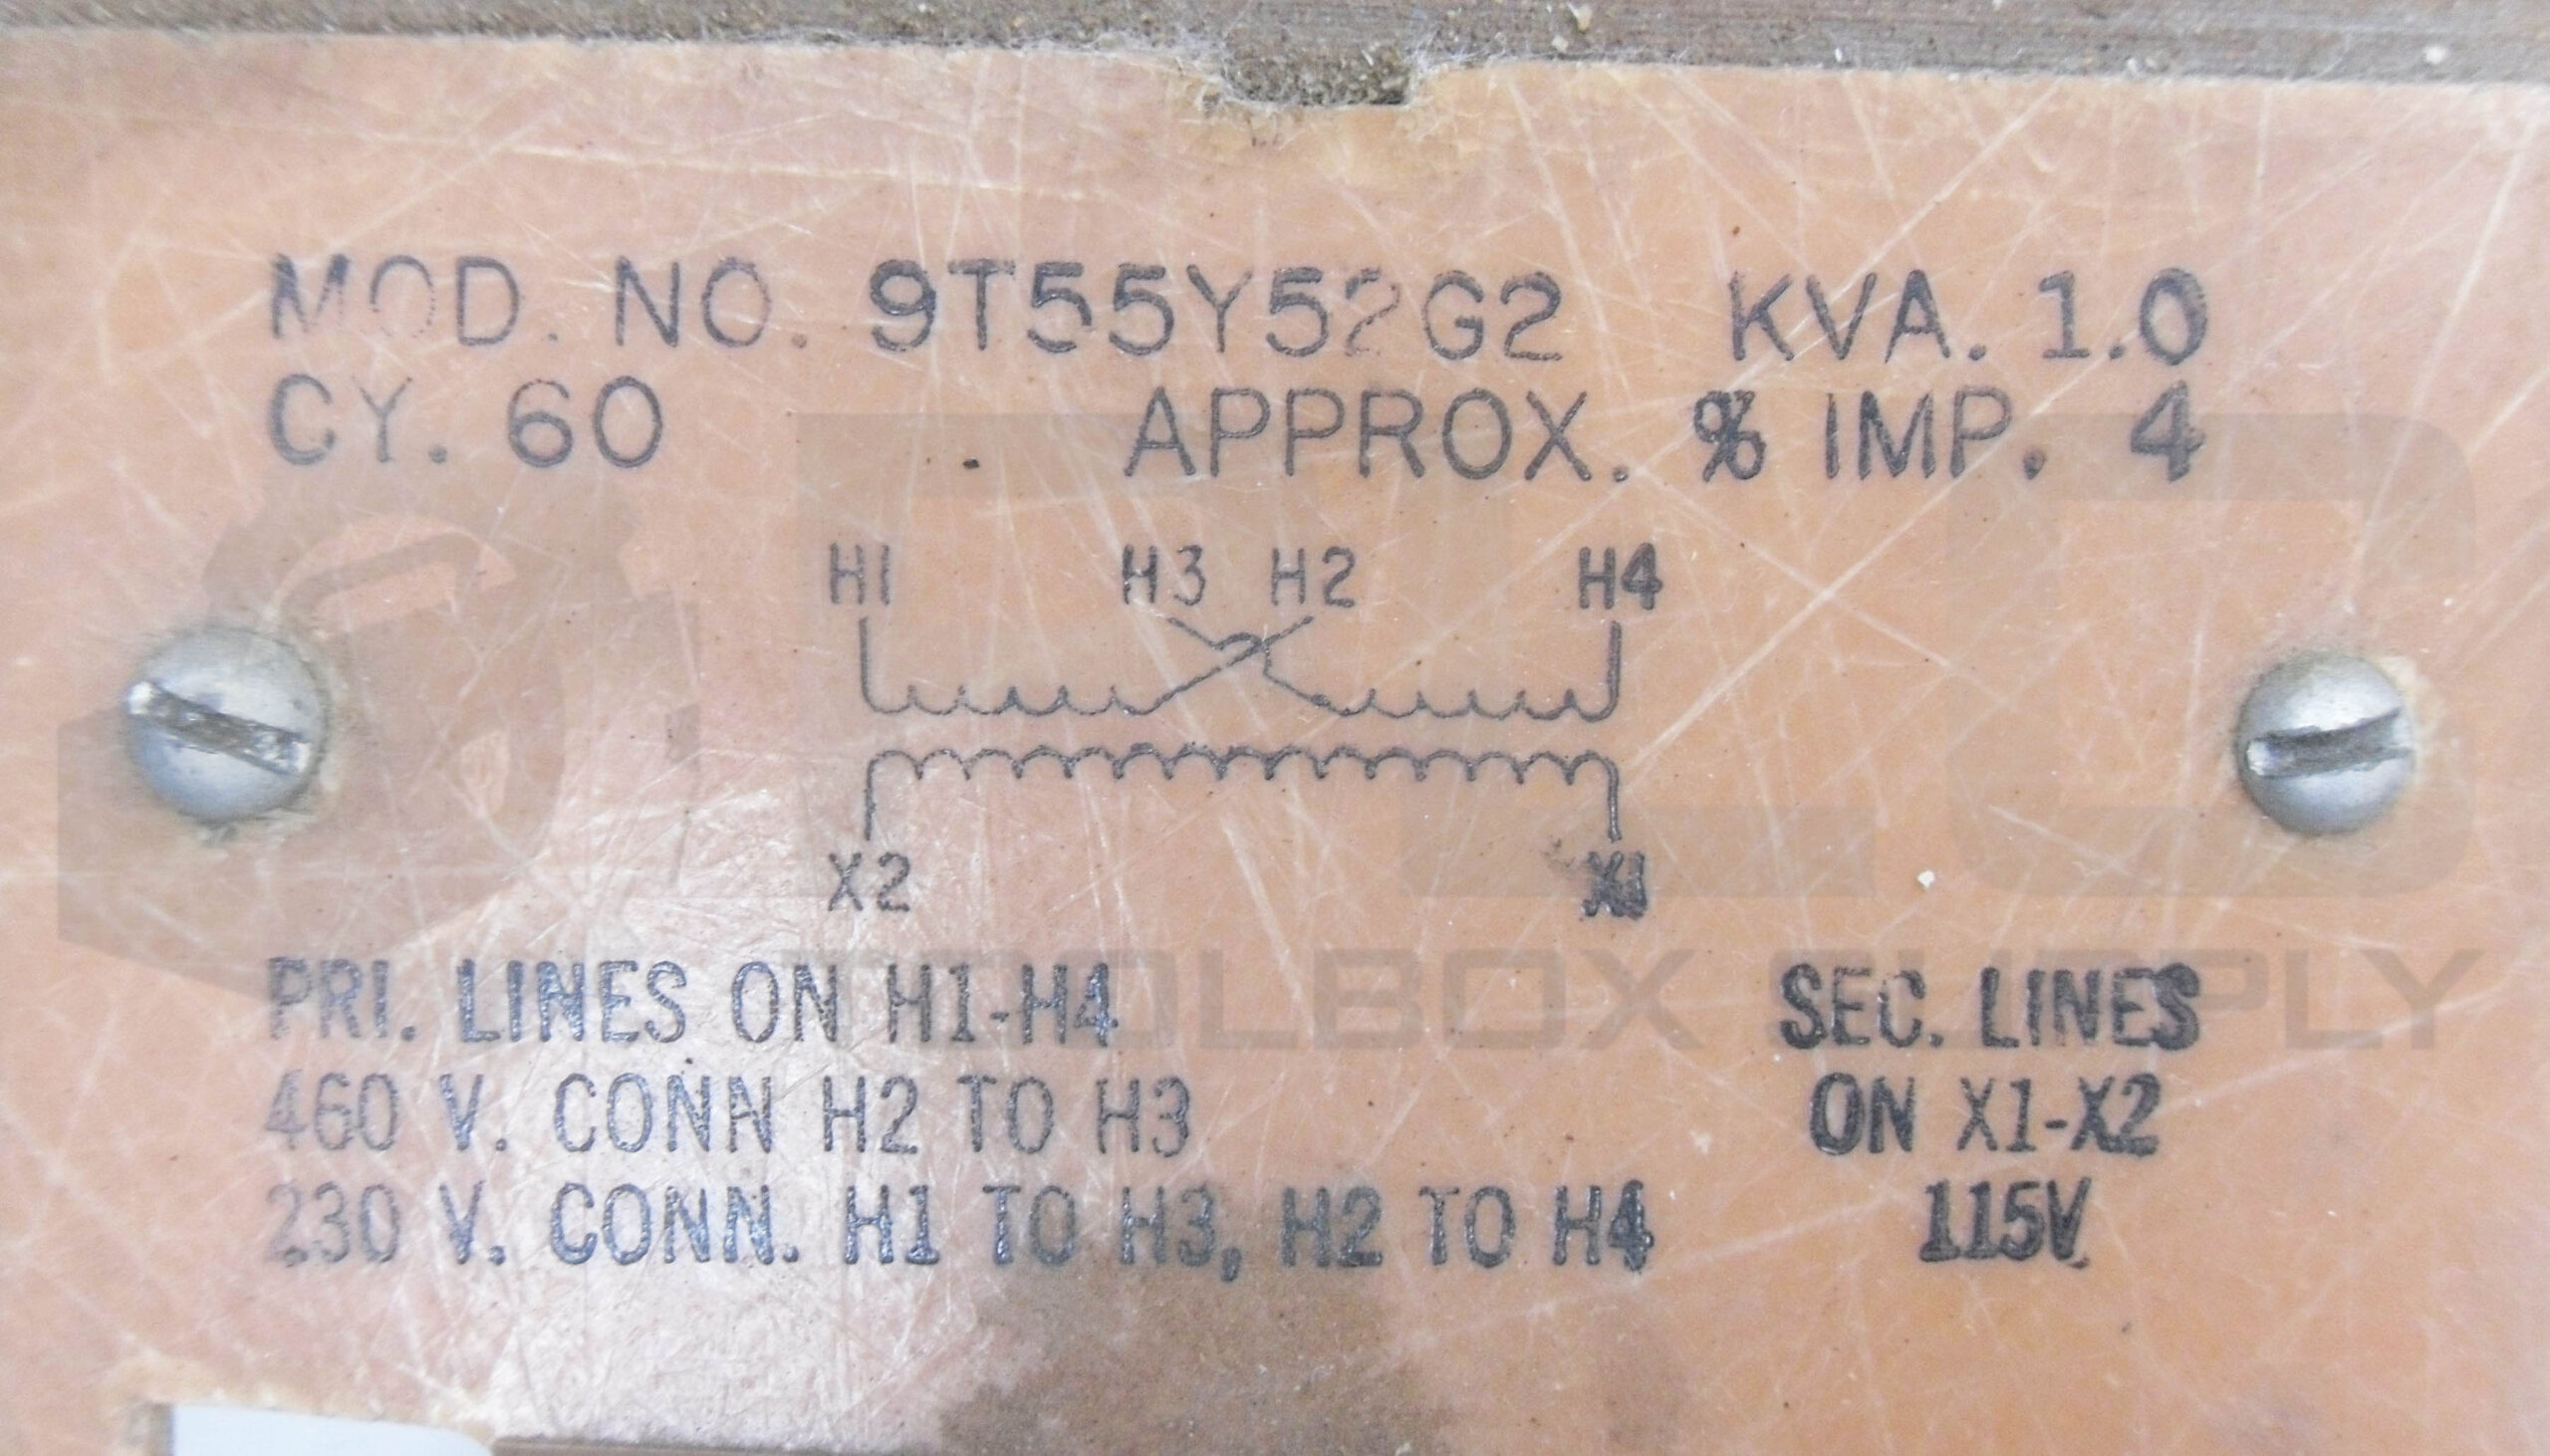 MOD. NO. 9T55Y52G2 KVA. 1.0
CY. 60 APPROX. % IMP. 4
H1 H3 H2 H4
X2 X1
PRI. LINES ON H1-H4
460 V. CONN H2 TO H3
230 V. CONN. H1 TO H3, H2 TO H4
SEC. LINES
ON X1-X2
115V
TOOLBOX SUPPLY